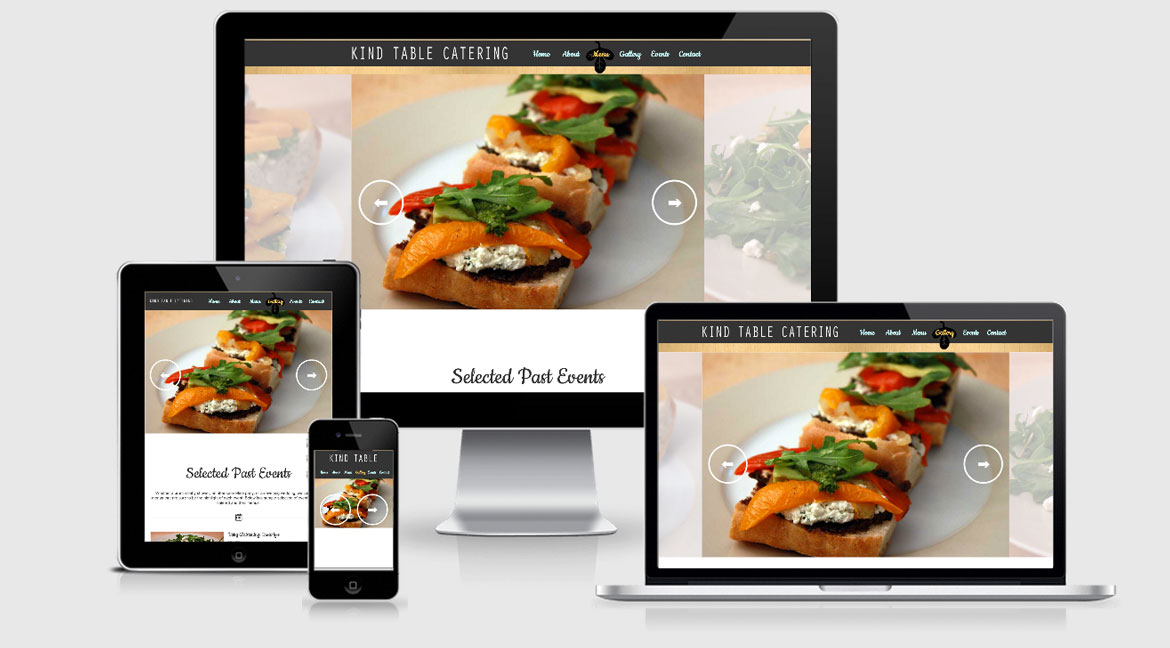 KIND TABLE CATERING Home About Menu Gallery Events Contact
Selected Past Events
KIND TABLE CATERING Home About Menu Gallery Events Contact
Selected Past Events
KIND TABLE
Home About Menu Gallery Events Contact
KIND TABLE CATERING Home About Menu Gallery Events Contact